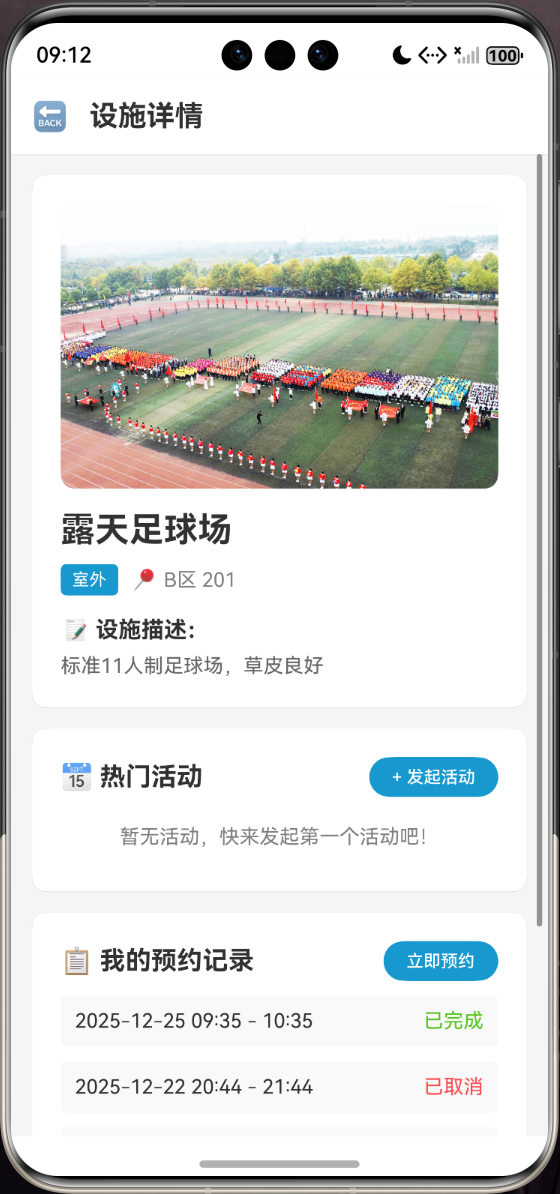 09:12
100
BACK
设施详情
露天足球场
室外
B区 201
设施描述：
标准11人制足球场，草皮良好
SEPT
15
热门活动
+ 发起活动
暂无活动，快来发起第一个活动吧！
我的预约记录
立即预约
2025-12-25 09:35 - 10:35
已完成
2025-12-22 20:44 - 21:44
已取消